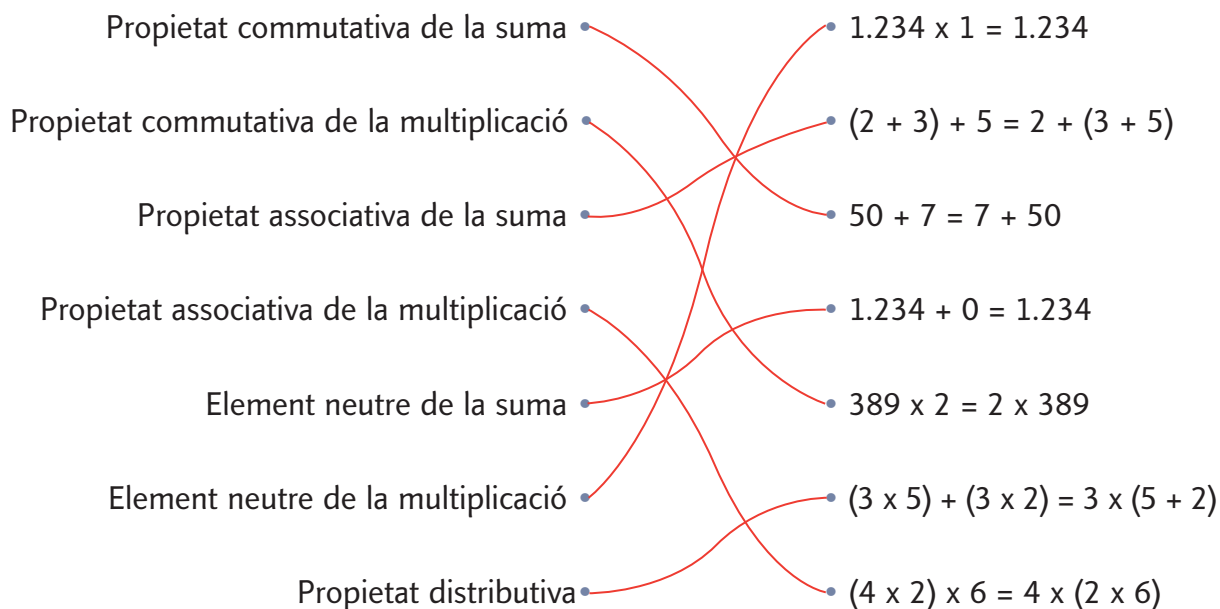 Propietat commutativa de la suma
1.234 x 1 = 1.234
Propietat commutativa de la multiplicació
(2 + 3) + 5 = 2 + (3 + 5)
Propietat associativa de la suma
50 + 7 = 7 + 50
Propietat associativa de la multiplicació
1.234 + 0 = 1.234
Element neutre de la suma
389 x 2 = 2 x 389
Element neutre de la multiplicació
(3 x 5) + (3 x 2) = 3 x (5 + 2)
Propietat distributiva
(4 x 2) x 6 = 4 x (2 x 6)